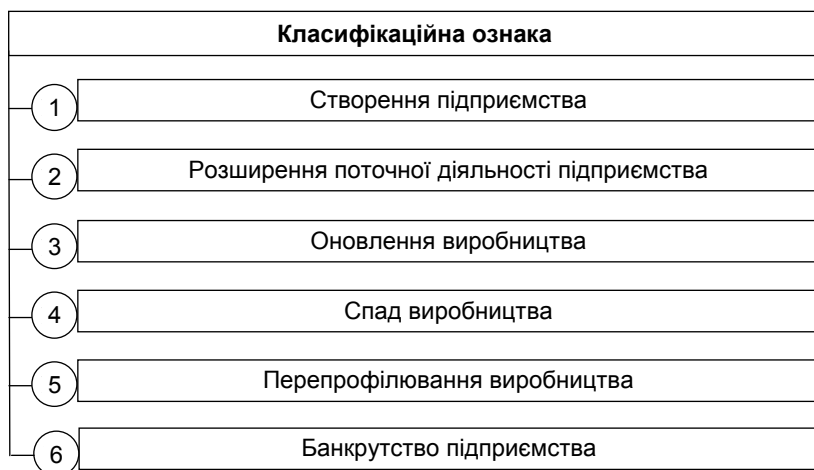 Класифікаційна ознака
1 Створення підприємства
2 Розширення поточної діяльності підприємства
3 Оновлення виробництва
4 Спад виробництва
5 Перепрофілювання виробництва
6 Банкрутство підприємства